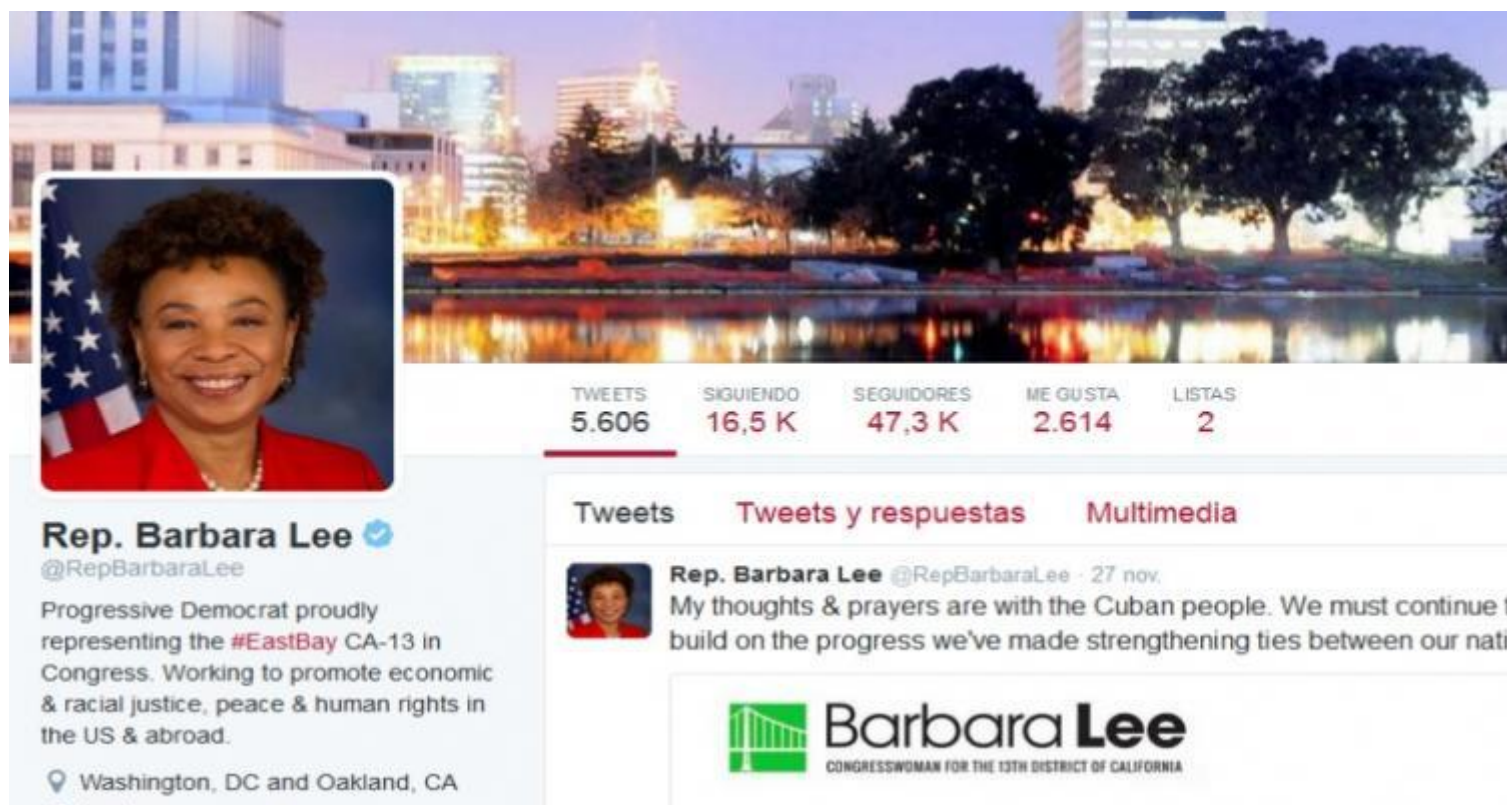 TWEETS SIGUIENDO SEGUIDORES ME GUSTA LISTAS
5.606 16,5 K 47,3 K 2.614 2
Rep. Barbara Lee
@RepBarbaraLee
Progressive Democrat proudly
representing the #EastBay CA-13 in
Congress. Working to promote economic
& racial justice, peace & human rights in
the US & abroad.
Washington, DC and Oakland, CA
Tweets Tweets y respuestas Multimedia
Rep. Barbara Lee @RepBarbaraLee · 27 nov.
My thoughts & prayers are with the Cuban people. We must continue
build on the progress we've made strengthening ties between our
Barbara Lee
CONGRESSWOMAN FOR THE 13TH DISTRICT OF CALIFORNIA